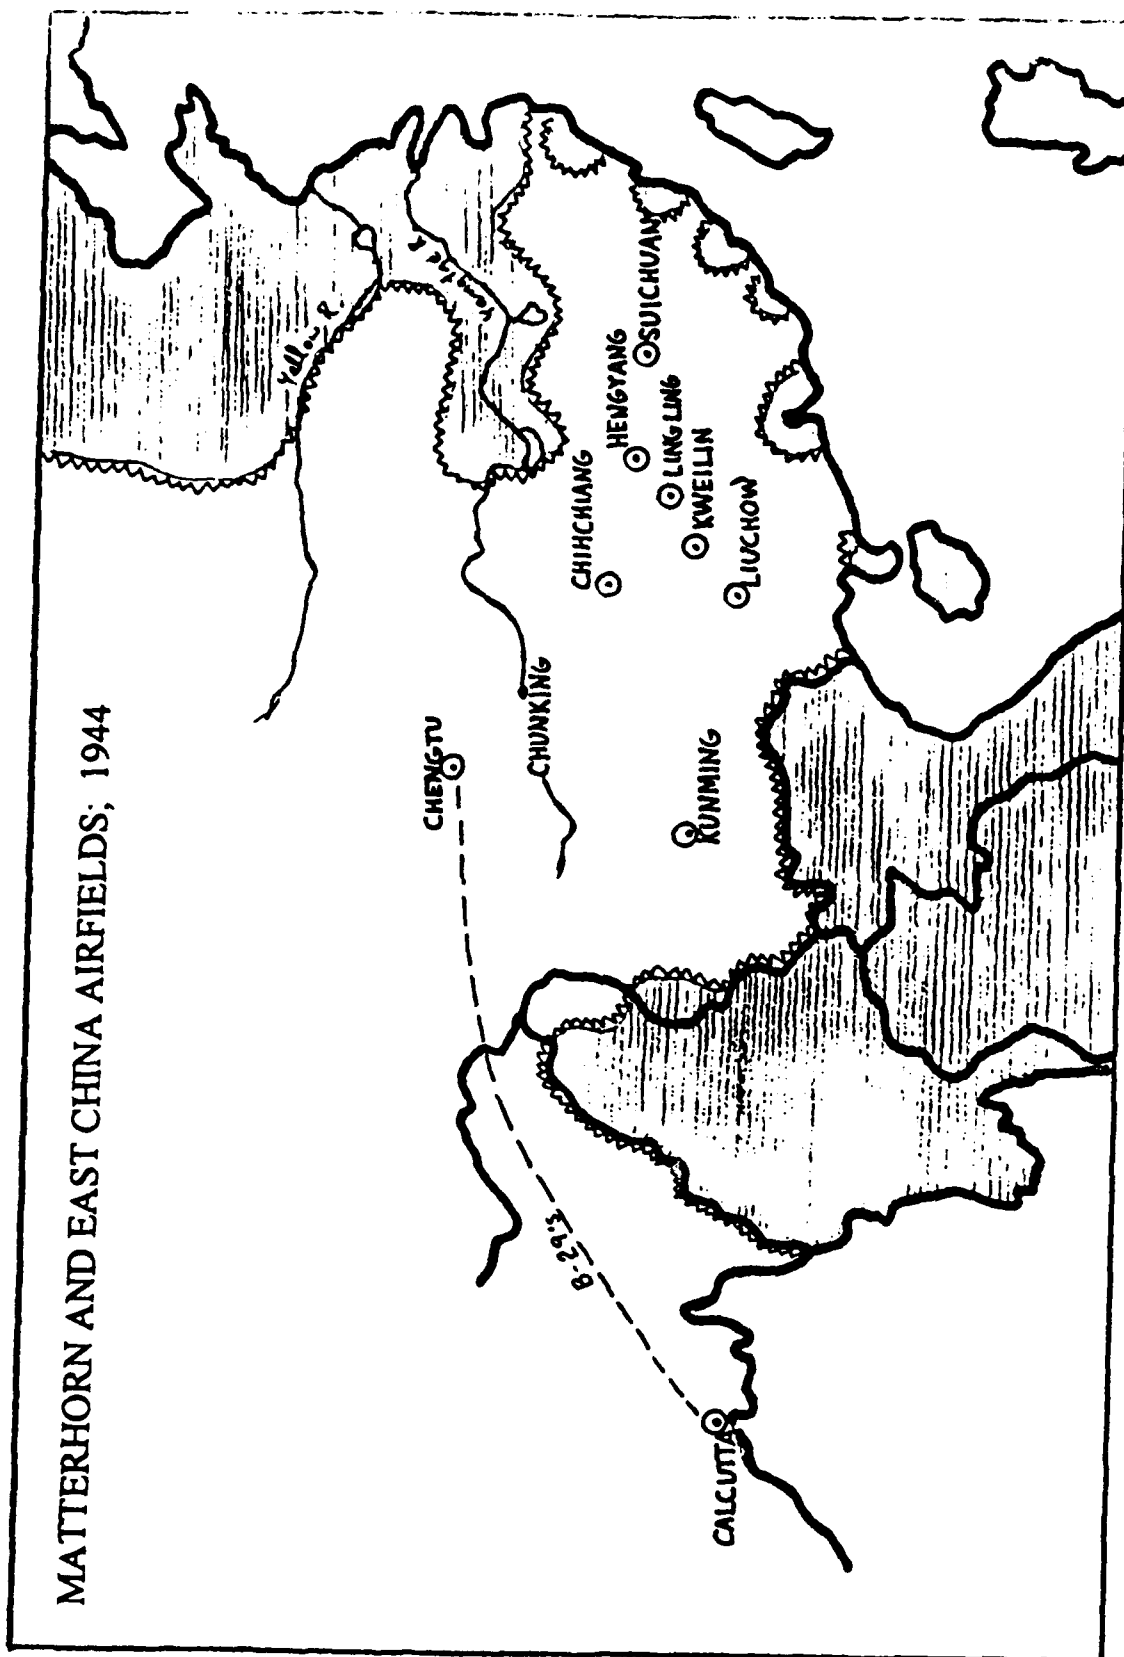 MATTERHORN AND EAST CHINA AIRFIELDS; 1944
Yellow R.
Yangtze R
CHENGTU
CHUNKING
CHIHCHIANG
HENGYANG
SUICHUAN
LING LING
KWEILIN
LIUCHOW
KUNMING
B-29's
CALCUTTA